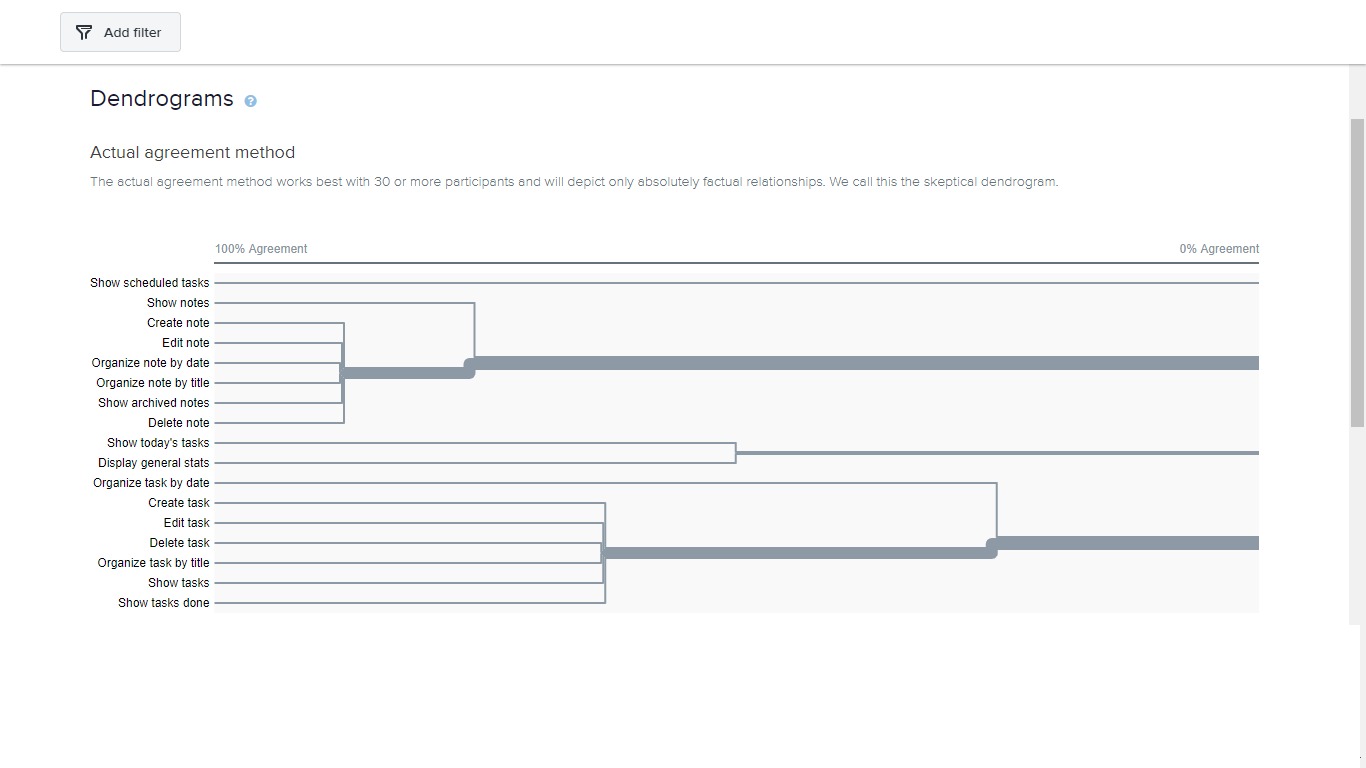 Add filter
Dendrograms ?
Actual agreement method
The actual agreement method works best with 30 or more participants and will depict only absolutely factual relationships. We call this the skeptical dendrogram.
100% Agreement 0% Agreement
Show scheduled tasks
Show notes
Create note
Edit note
Organize note by date
Organize note by title
Show archived notes
Delete note
Show today's tasks
Display general stats
Organize task by date
Create task
Edit task
Delete task
Organize task by title
Show tasks
Show tasks done